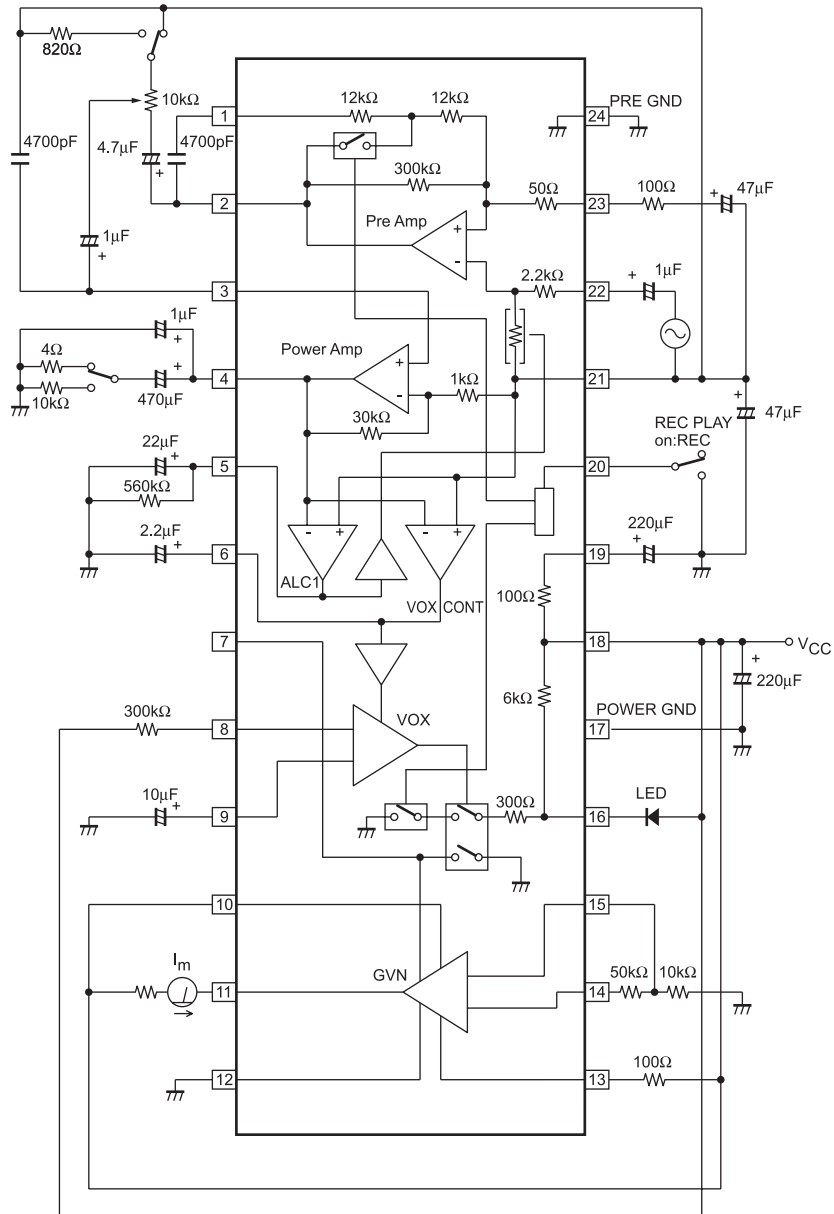 820Ω
10kΩ
4700pF
4.7µF
+
4700pF
1µF
+
1
12kΩ
12kΩ
24
PRE GND
300kΩ
2
50Ω
23
100Ω
+
47µF
Pre Amp
+
-
2.2kΩ
22
+
1µF
3
1µF
+
4Ω
10kΩ
+
470µF
4
Power Amp
+
-
1kΩ
30kΩ
21
+
47µF
REC PLAY
on:REC
22µF
+
560kΩ
5
20
2.2µF
+
6
-
+
-
+
ALC1
VOX CONT
19
220µF
+
100Ω
7
18
VCC
+
220µF
6kΩ
300kΩ
8
VOX
17
POWER GND
10µF
+
9
300Ω
16
LED
10
15
Im
11
GVN
14
50kΩ
10kΩ
12
13
100Ω